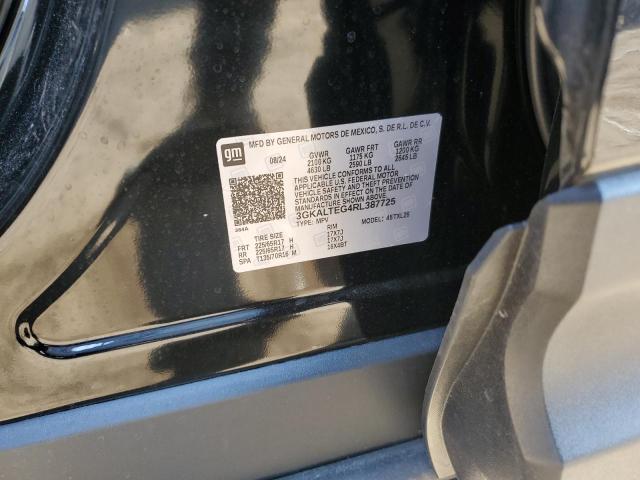 MFD BY GENERAL MOTORS DE MEXICO, S. DE R.L. DE C.V.
gm
08/24 GVWR GAWR FRT GAWR RR
2100 KG 1175 KG 1200 KG
4630 LB 2590 LB 2645 LB
THIS VEHICLE CONFORMS TO ALL
APPLICABLE U.S. FEDERAL MOTOR
VEHICLE SAFETY AND THEFT PREVENTION
STANDARDS IN EFFECT ON THE DATE OF
MANUFACTURE SHOWN ABOVE.
3GKALTEG4RL387725
TYPE: MPV MODEL: 4STXL26
TIRE SIZE RIM
FRT 225/65R17 H 17X7J
RR 225/65R17 H 17X7J
SPA T135/70R16 M 16X4BT